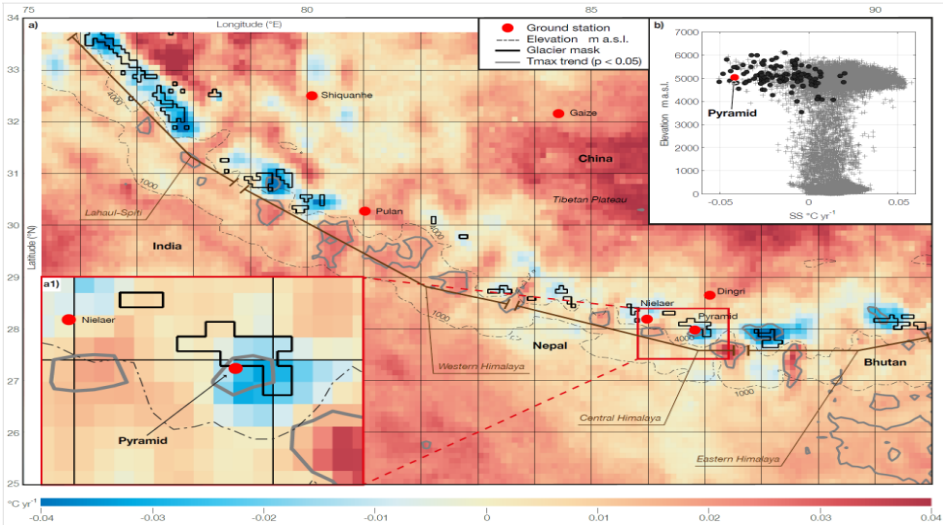 75
80
85
90
Longitude (°E)
34
33
32
31
30
29
28
27
26
25
Latitude (°N)
a)
Ground station
Elevation m a.s.l.
Glacier mask
Tmax trend (p < 0.05)
b)
7000
6000
5000
4000
3000
2000
1000
0
Elevation m a.s.l.
Pyramid
-0.05
0
0.05
SS °C yr⁻¹
4000
Shiquanhe
Gaize
China
Tibetan Plateau
1000
Lahaul-Spiti
Pulan
4000
India
1000
Dingri
Nielaer
Pyramid
4000
Nepal
Western Himalaya
1000
Bhutan
Central Himalaya
Eastern Himalaya
a1)
Nielaer
Pyramid
°C yr⁻¹
-0.04
-0.03
-0.02
-0.01
0
0.01
0.02
0.03
0.04